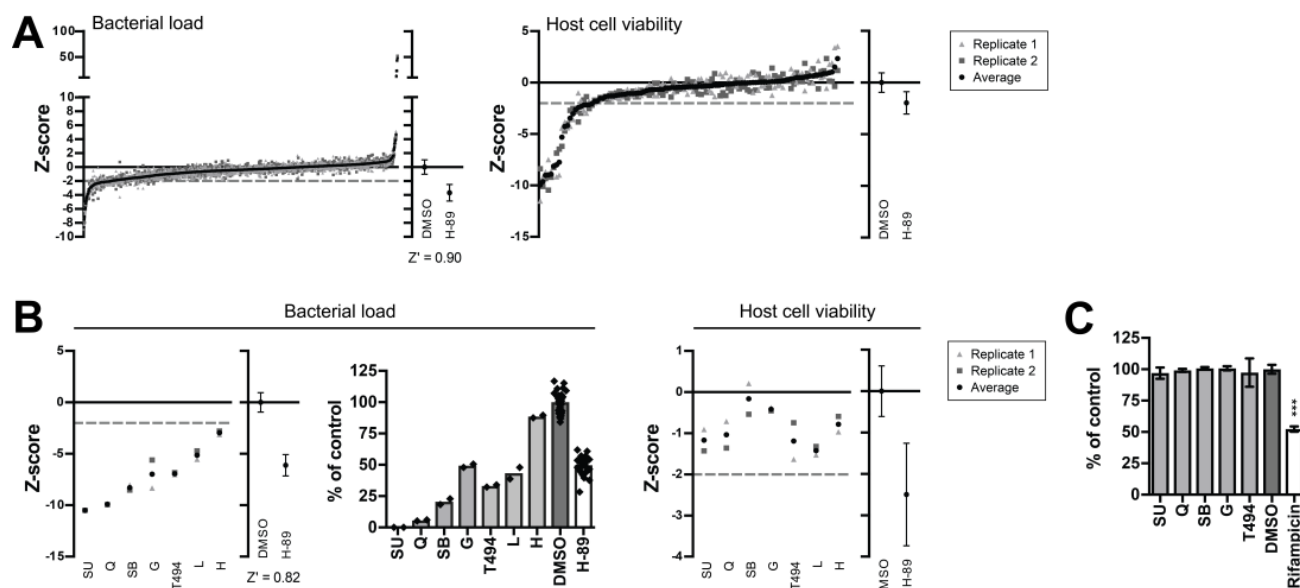 A
Bacterial load
Z-score
100
50
10
8
6
4
2
0
-2
-4
-6
-8
-10
DMSO
H-89
Z' = 0.90
Host cell viability
Z-score
5
0
-5
-10
-15
DMSO
H-89
Replicate 1
Replicate 2
Average
B
Bacterial load
Z-score
5
0
-5
-10
-15
SU
Q
SB
G
T494
L
H
DMSO
H-89
Z' = 0.82
% of control
125
100
75
50
25
0
SU
Q
SB
G
T494
L
H
DMSO
H-89
Host cell viability
Z-score
1
0
-1
-2
-3
-4
SU
Q
SB
G
T494
L
H
DMSO
H-89
Replicate 1
Replicate 2
Average
C
% of control
125
100
75
50
25
0
***
SU
Q
SB
G
T494
DMSO
Rifampicin